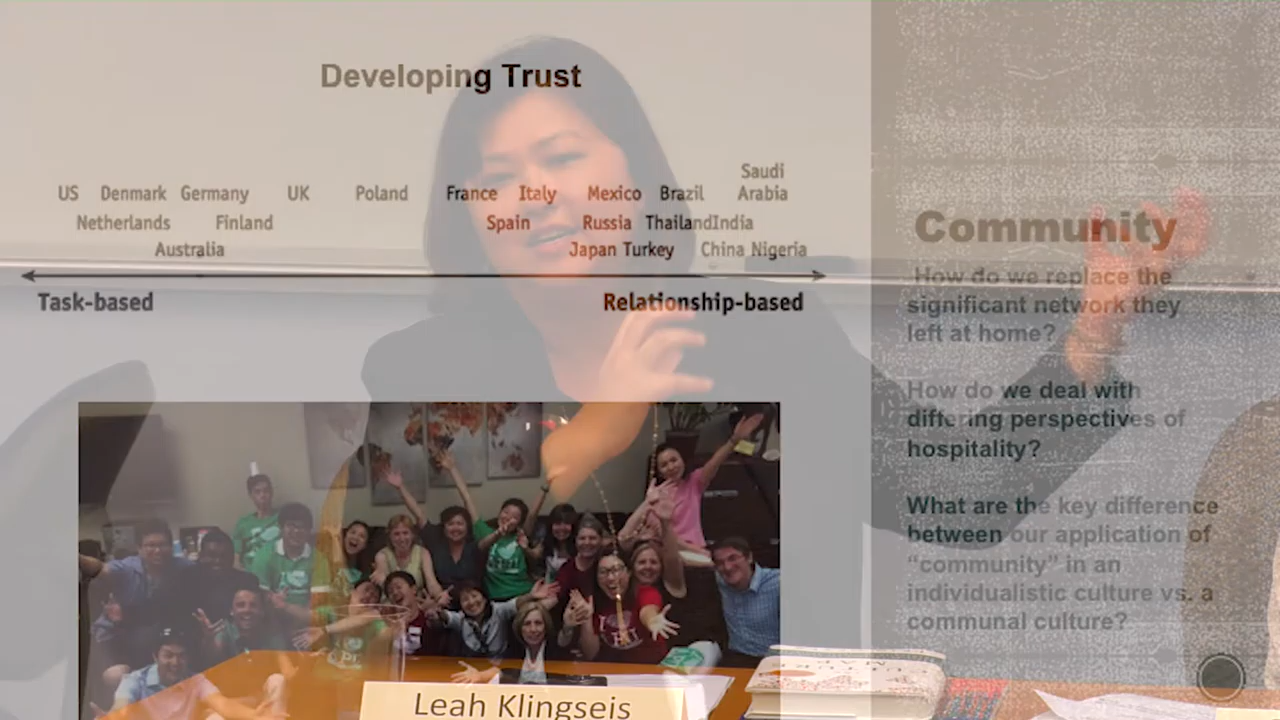 Developing Trust
Saudi
US Denmark Germany UK Poland France Italy Mexico Brazil Arabia
Netherlands Finland Spain Russia Thailand India
Australia Japan Turkey China Nigeria
Task-based Relationship-based
Community
How do we replace the
significant network they
left at home?
How do we deal with
differing perspectives of
hospitality?
What are the key difference
between our application of
“community” in an
individualistic culture vs. a
communal culture?
Leah Klingseis